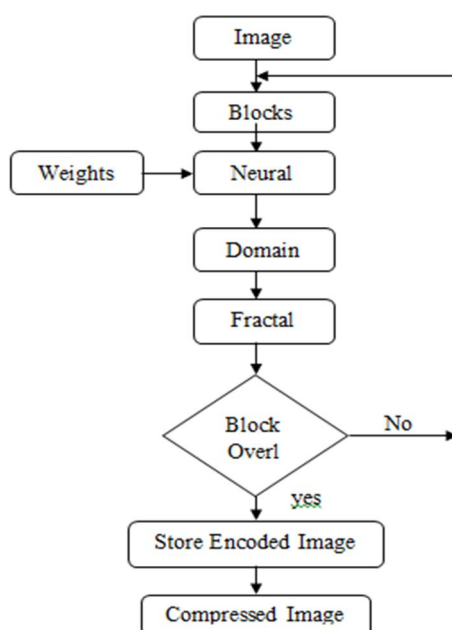 Image
Blocks
Weights
Neural
Domain
Fractal
Block
Overl
No
yes
Store Encoded Image
Compressed Image